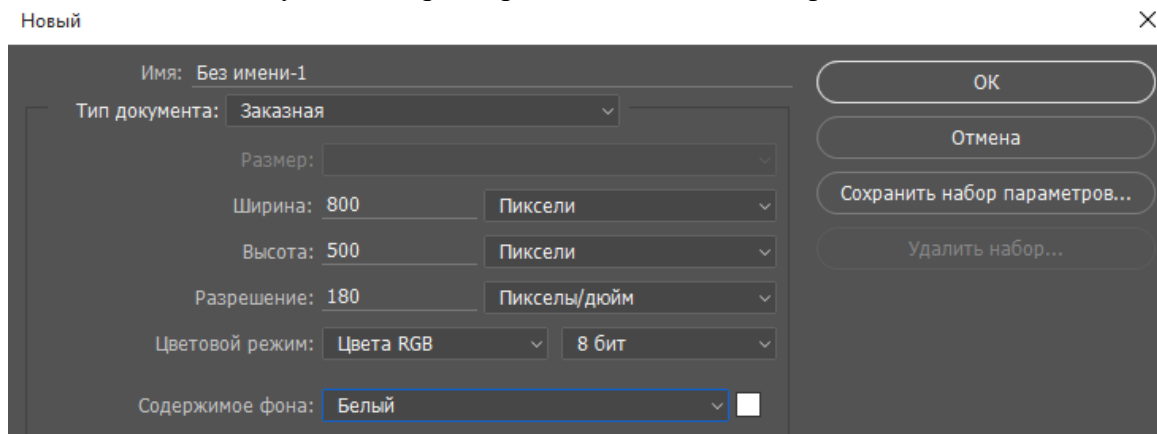 Новый
Имя: Без имени-1
OK
Тип документа: Заказная
Отмена
Размер:
Сохранить набор параметров...
Ширина: 800 Пиксели
Высота: 500 Пиксели
Удалить набор...
Разрешение: 180 Пикселы/дюйм
Цветовой режим: Цвета RGB 8 бит
Содержимое фона: Белый